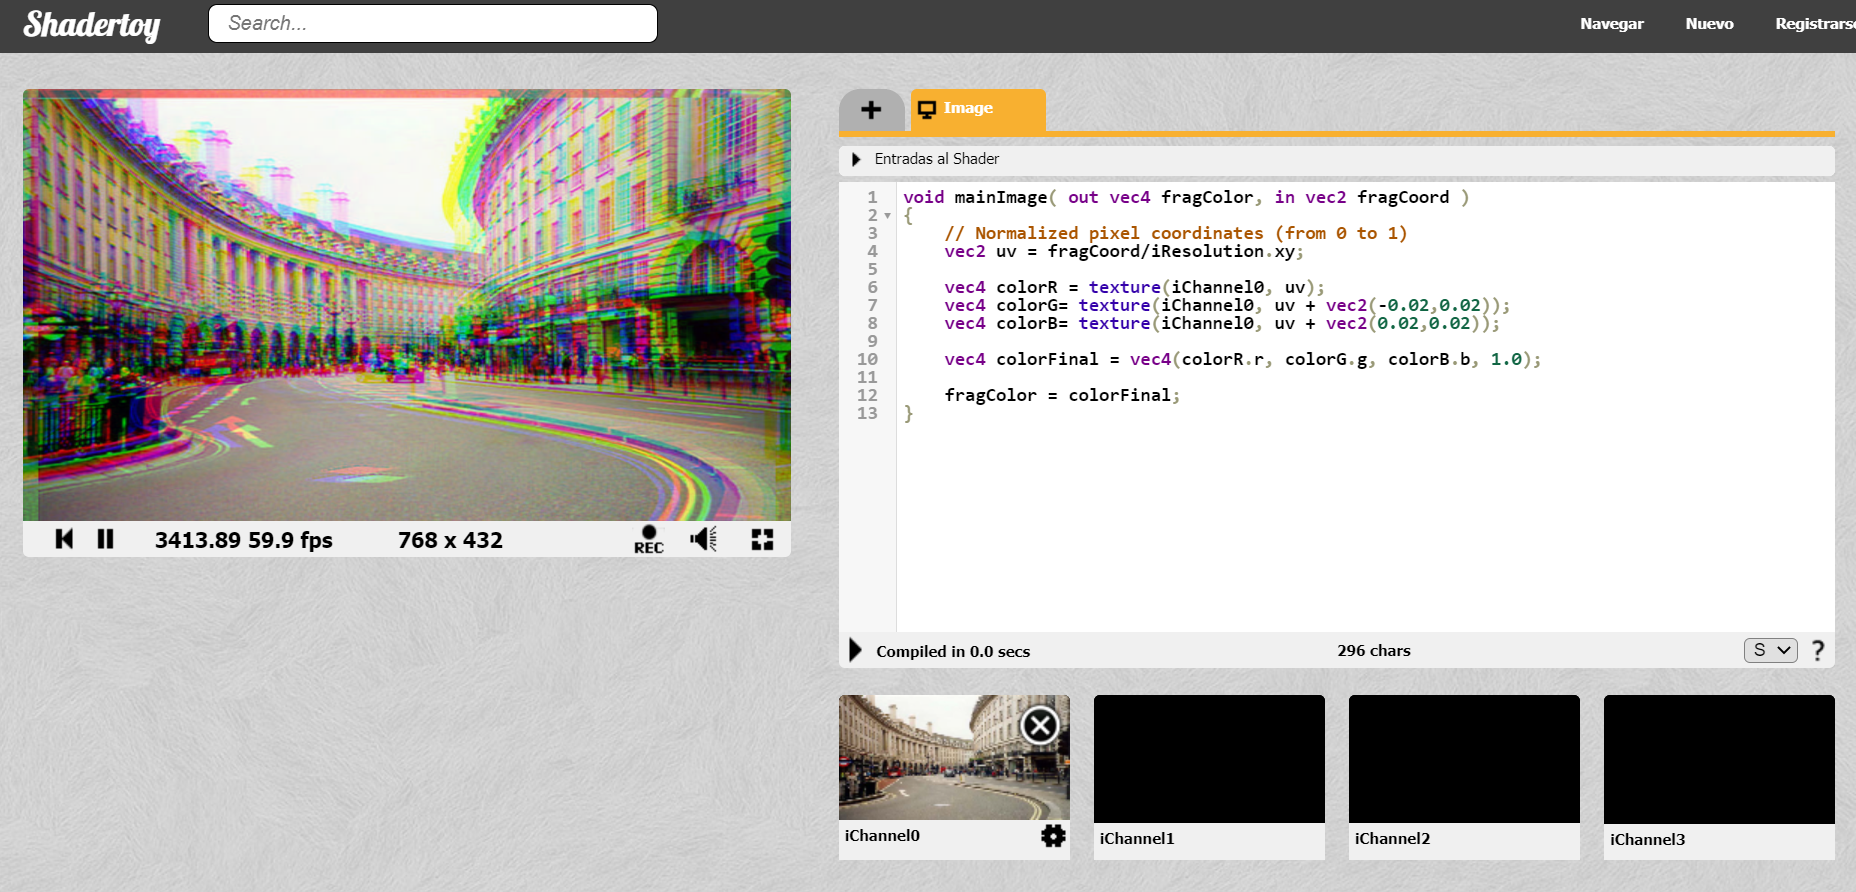 Shadertoy
Search...
Navegar
Nuevo
Registrarse
3413.89 59.9 fps
768 x 432
REC
+
Image
Entradas al Shader
1 void mainImage( out vec4 fragColor, in vec2 fragCoord )
2 {
3 // Normalized pixel coordinates (from 0 to 1)
4 vec2 uv = fragCoord/iResolution.xy;
5
6 vec4 colorR = texture(iChannel0, uv);
7 vec4 colorG= texture(iChannel0, uv + vec2(-0.02,0.02));
8 vec4 colorB= texture(iChannel0, uv + vec2(0.02,0.02));
9
10 vec4 colorFinal = vec4(colorR.r, colorG.g, colorB.b, 1.0);
11
12 fragColor = colorFinal;
13 }
Compiled in 0.0 secs
296 chars
S
?
iChannel0
iChannel1
iChannel2
iChannel3